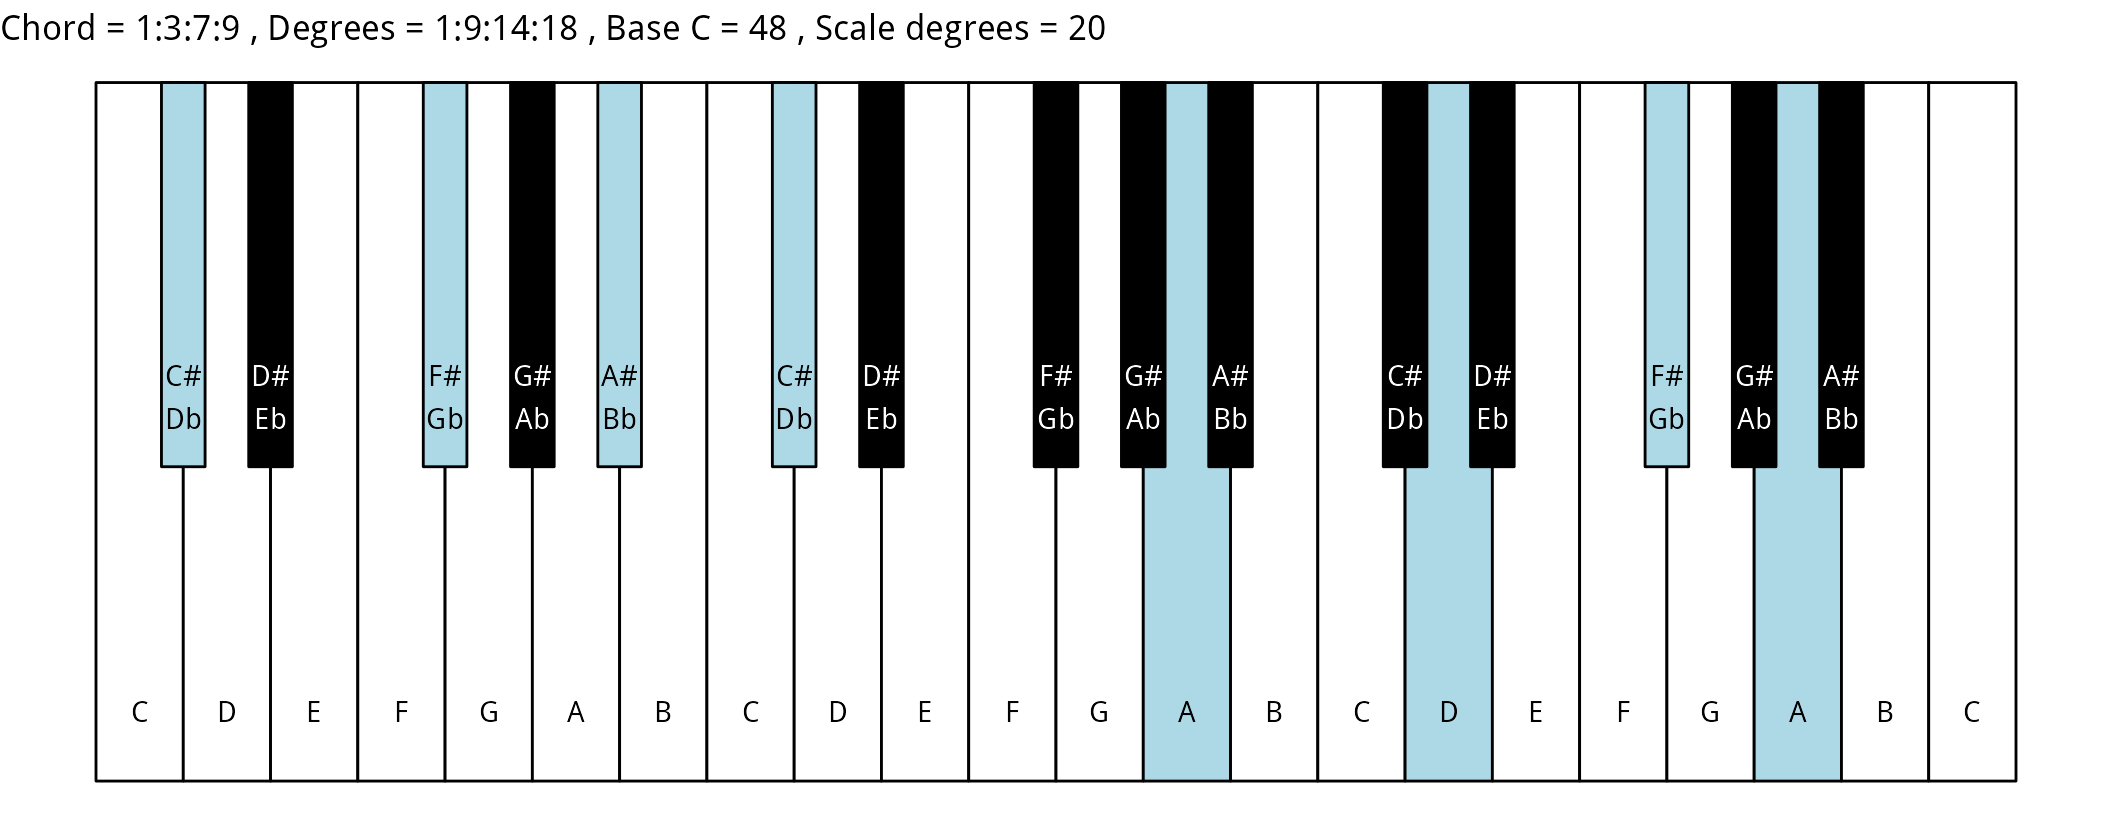 Chord = 1:3:7:9 , Degrees = 1:9:14:18 , Base C = 48 , Scale degrees = 20
C# D# F# G# A# C# D# F# G# A# C# D# F# G# A#
Db Eb Gb Ab Bb Db Eb Gb Ab Bb Db Eb Gb Ab Bb
C D E F G A B C D E F G A B C D E F G A B C